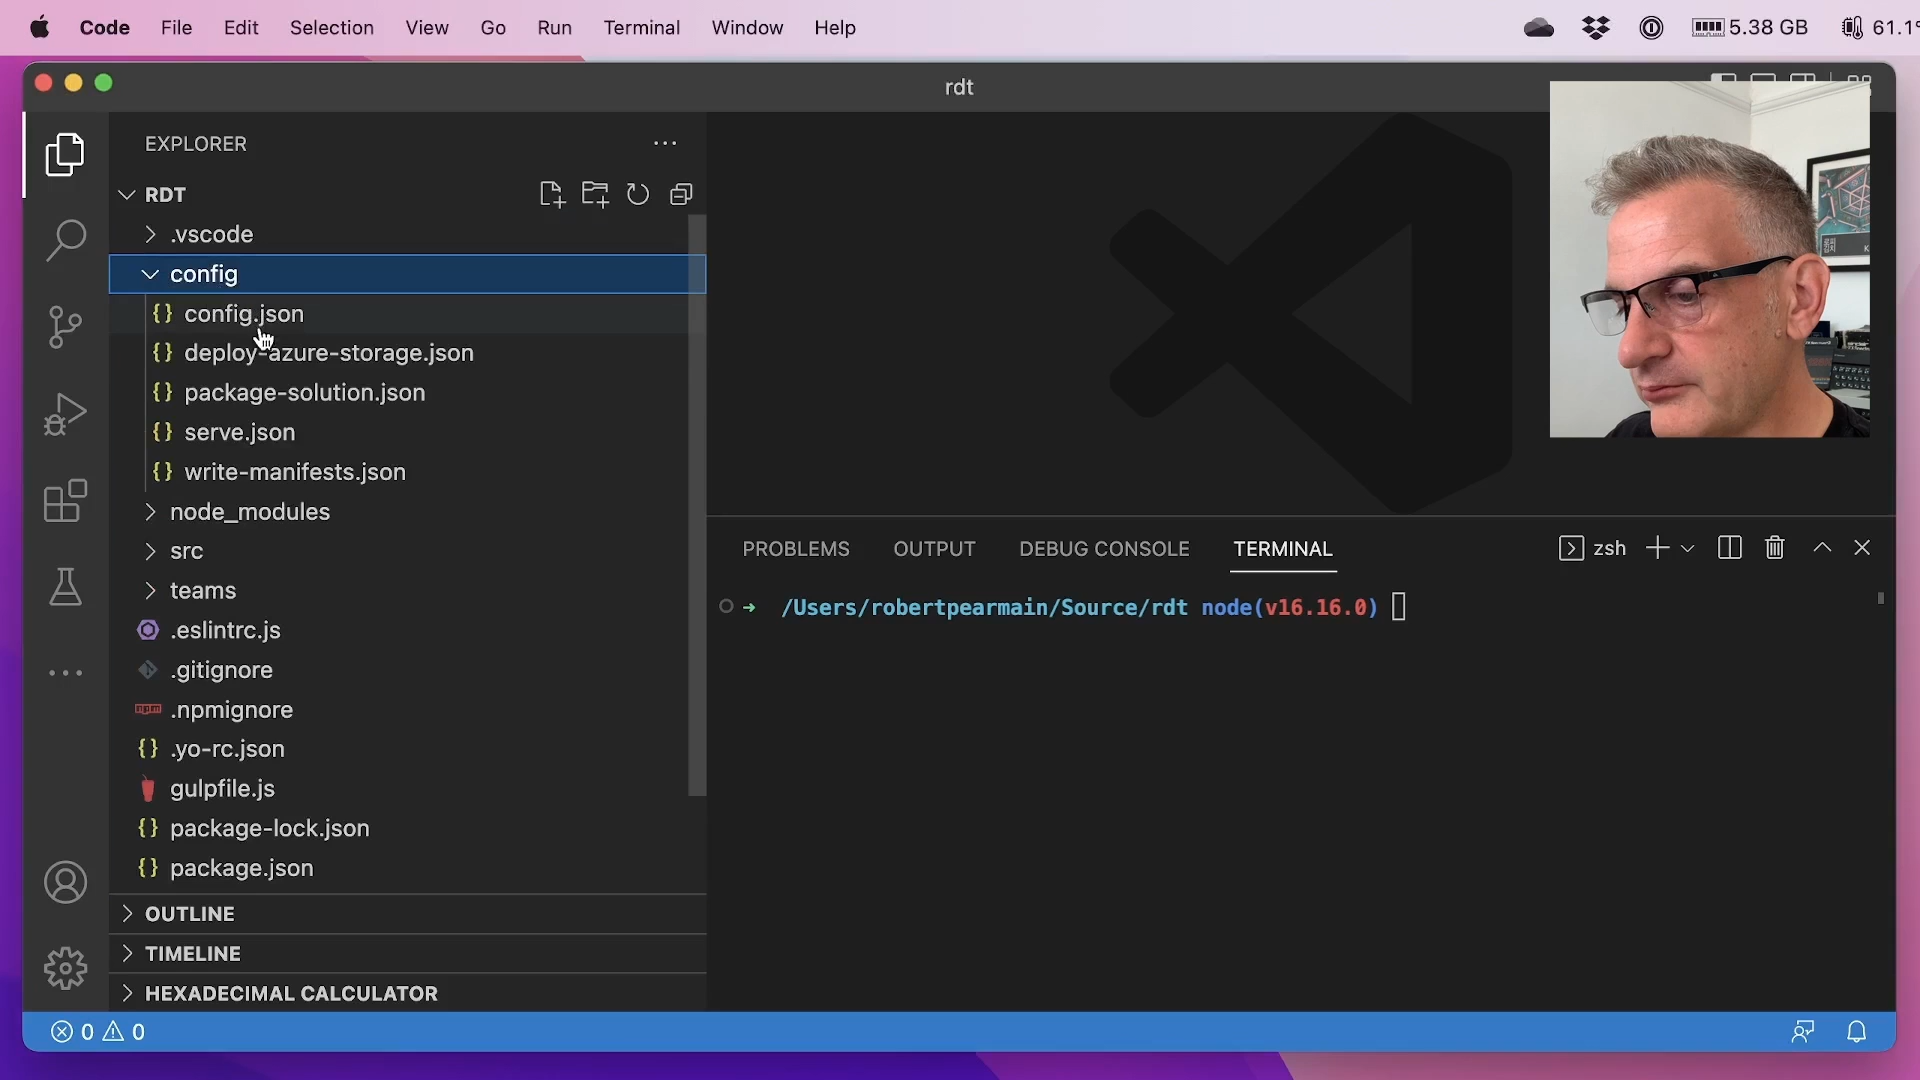 Code File Edit Selection View Go Run Terminal Window Help 5.38 GB 61.1°
rdt
EXPLORER
RDT
.vscode
config
config.json
deploy-azure-storage.json
package-solution.json
serve.json
write-manifests.json
node_modules
src
teams
.eslintrc.js
.gitignore
npm .npmignore
.yo-rc.json
gulpfile.js
package-lock.json
package.json
OUTLINE
TIMELINE
HEXADECIMAL CALCULATOR
PROBLEMS OUTPUT DEBUG CONSOLE TERMINAL zsh
/Users/robertpearmain/Source/rdt node(v16.16.0)
0 0